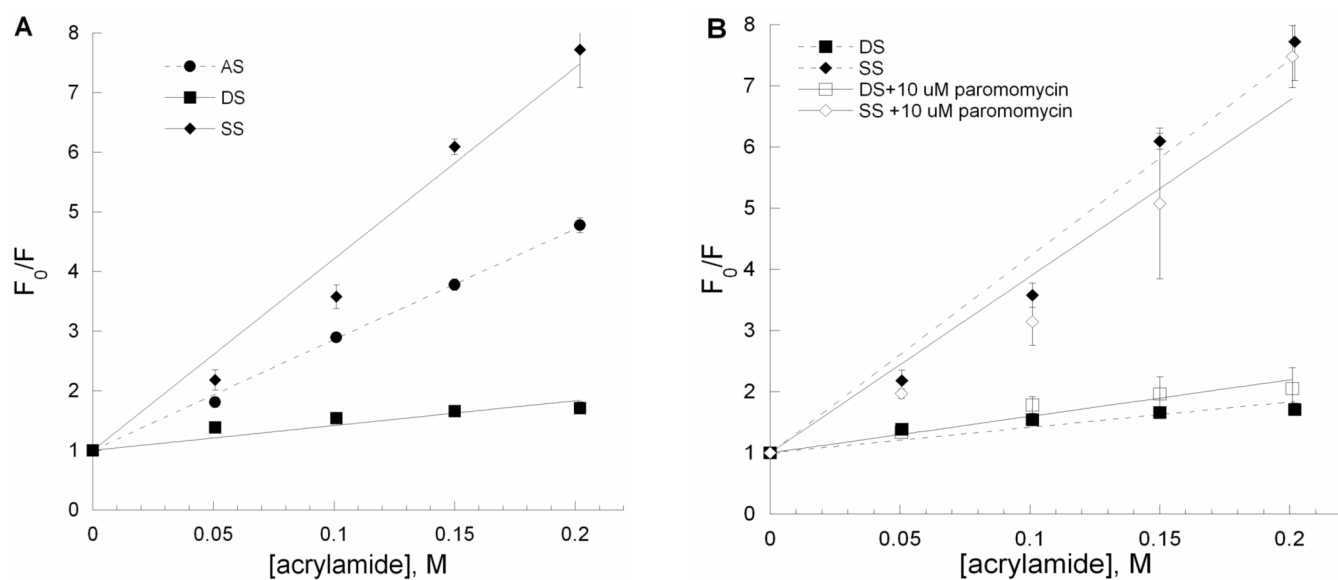 A
8
7
6
5
4
3
2
1
0
F0/F
AS
DS
SS
0
0.05
0.1
0.15
0.2
[acrylamide], M
B
8
7
6
5
4
3
2
1
0
F0/F
DS
SS
DS+10 uM paromomycin
SS +10 uM paromomycin
0
0.05
0.1
0.15
0.2
[acrylamide], M